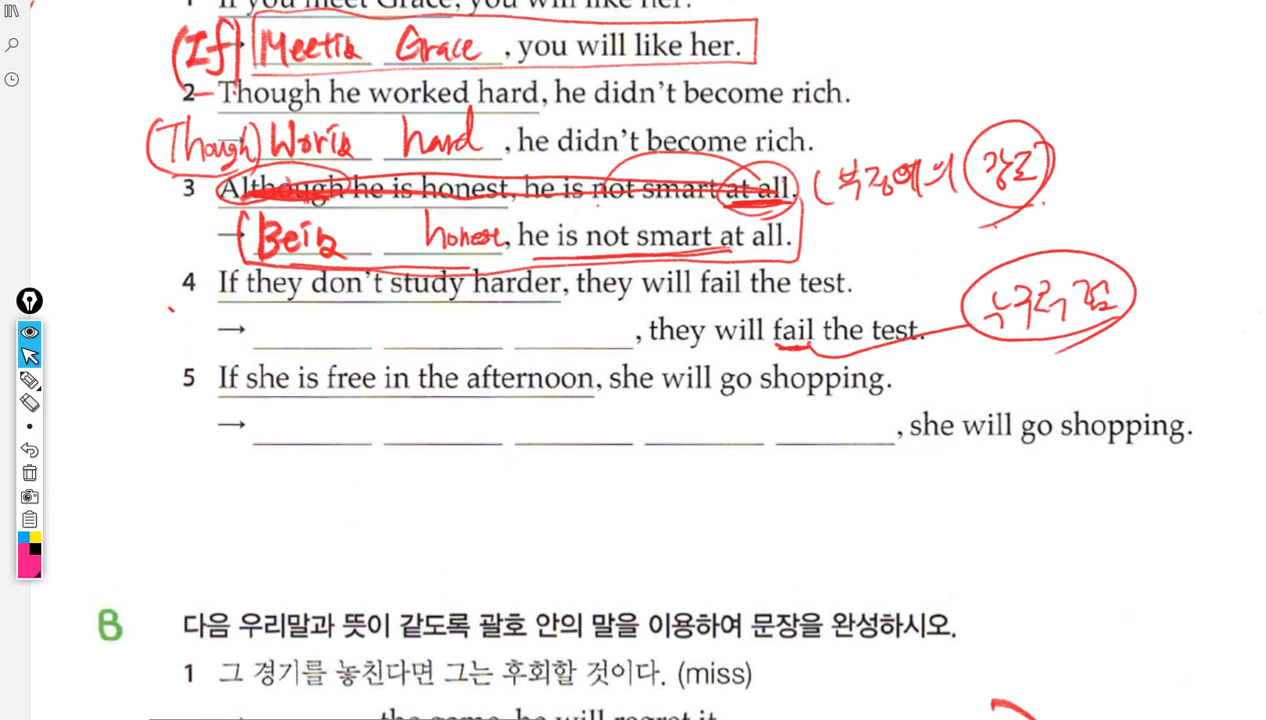 1 If you meet Grace, you will like her.
(If) → Meeting Grace, you will like her.
2 Though he worked hard, he didn't become rich.
(Though) → Working hard, he didn't become rich.
3 Although he is honest, he is not smart at all. (부정에의 강조)
→ Being honest, he is not smart at all.
4 If they don't study harder, they will fail the test.
→ , they will fail the test.
5 If she is free in the afternoon, she will go shopping.
→ , she will go shopping.
B 다음 우리말과 뜻이 같도록 괄호 안의 말을 이용하여 문장을 완성하시오.
1 그 경기를 놓친다면 그는 후회할 것이다. (miss)
the game, he will regret it.